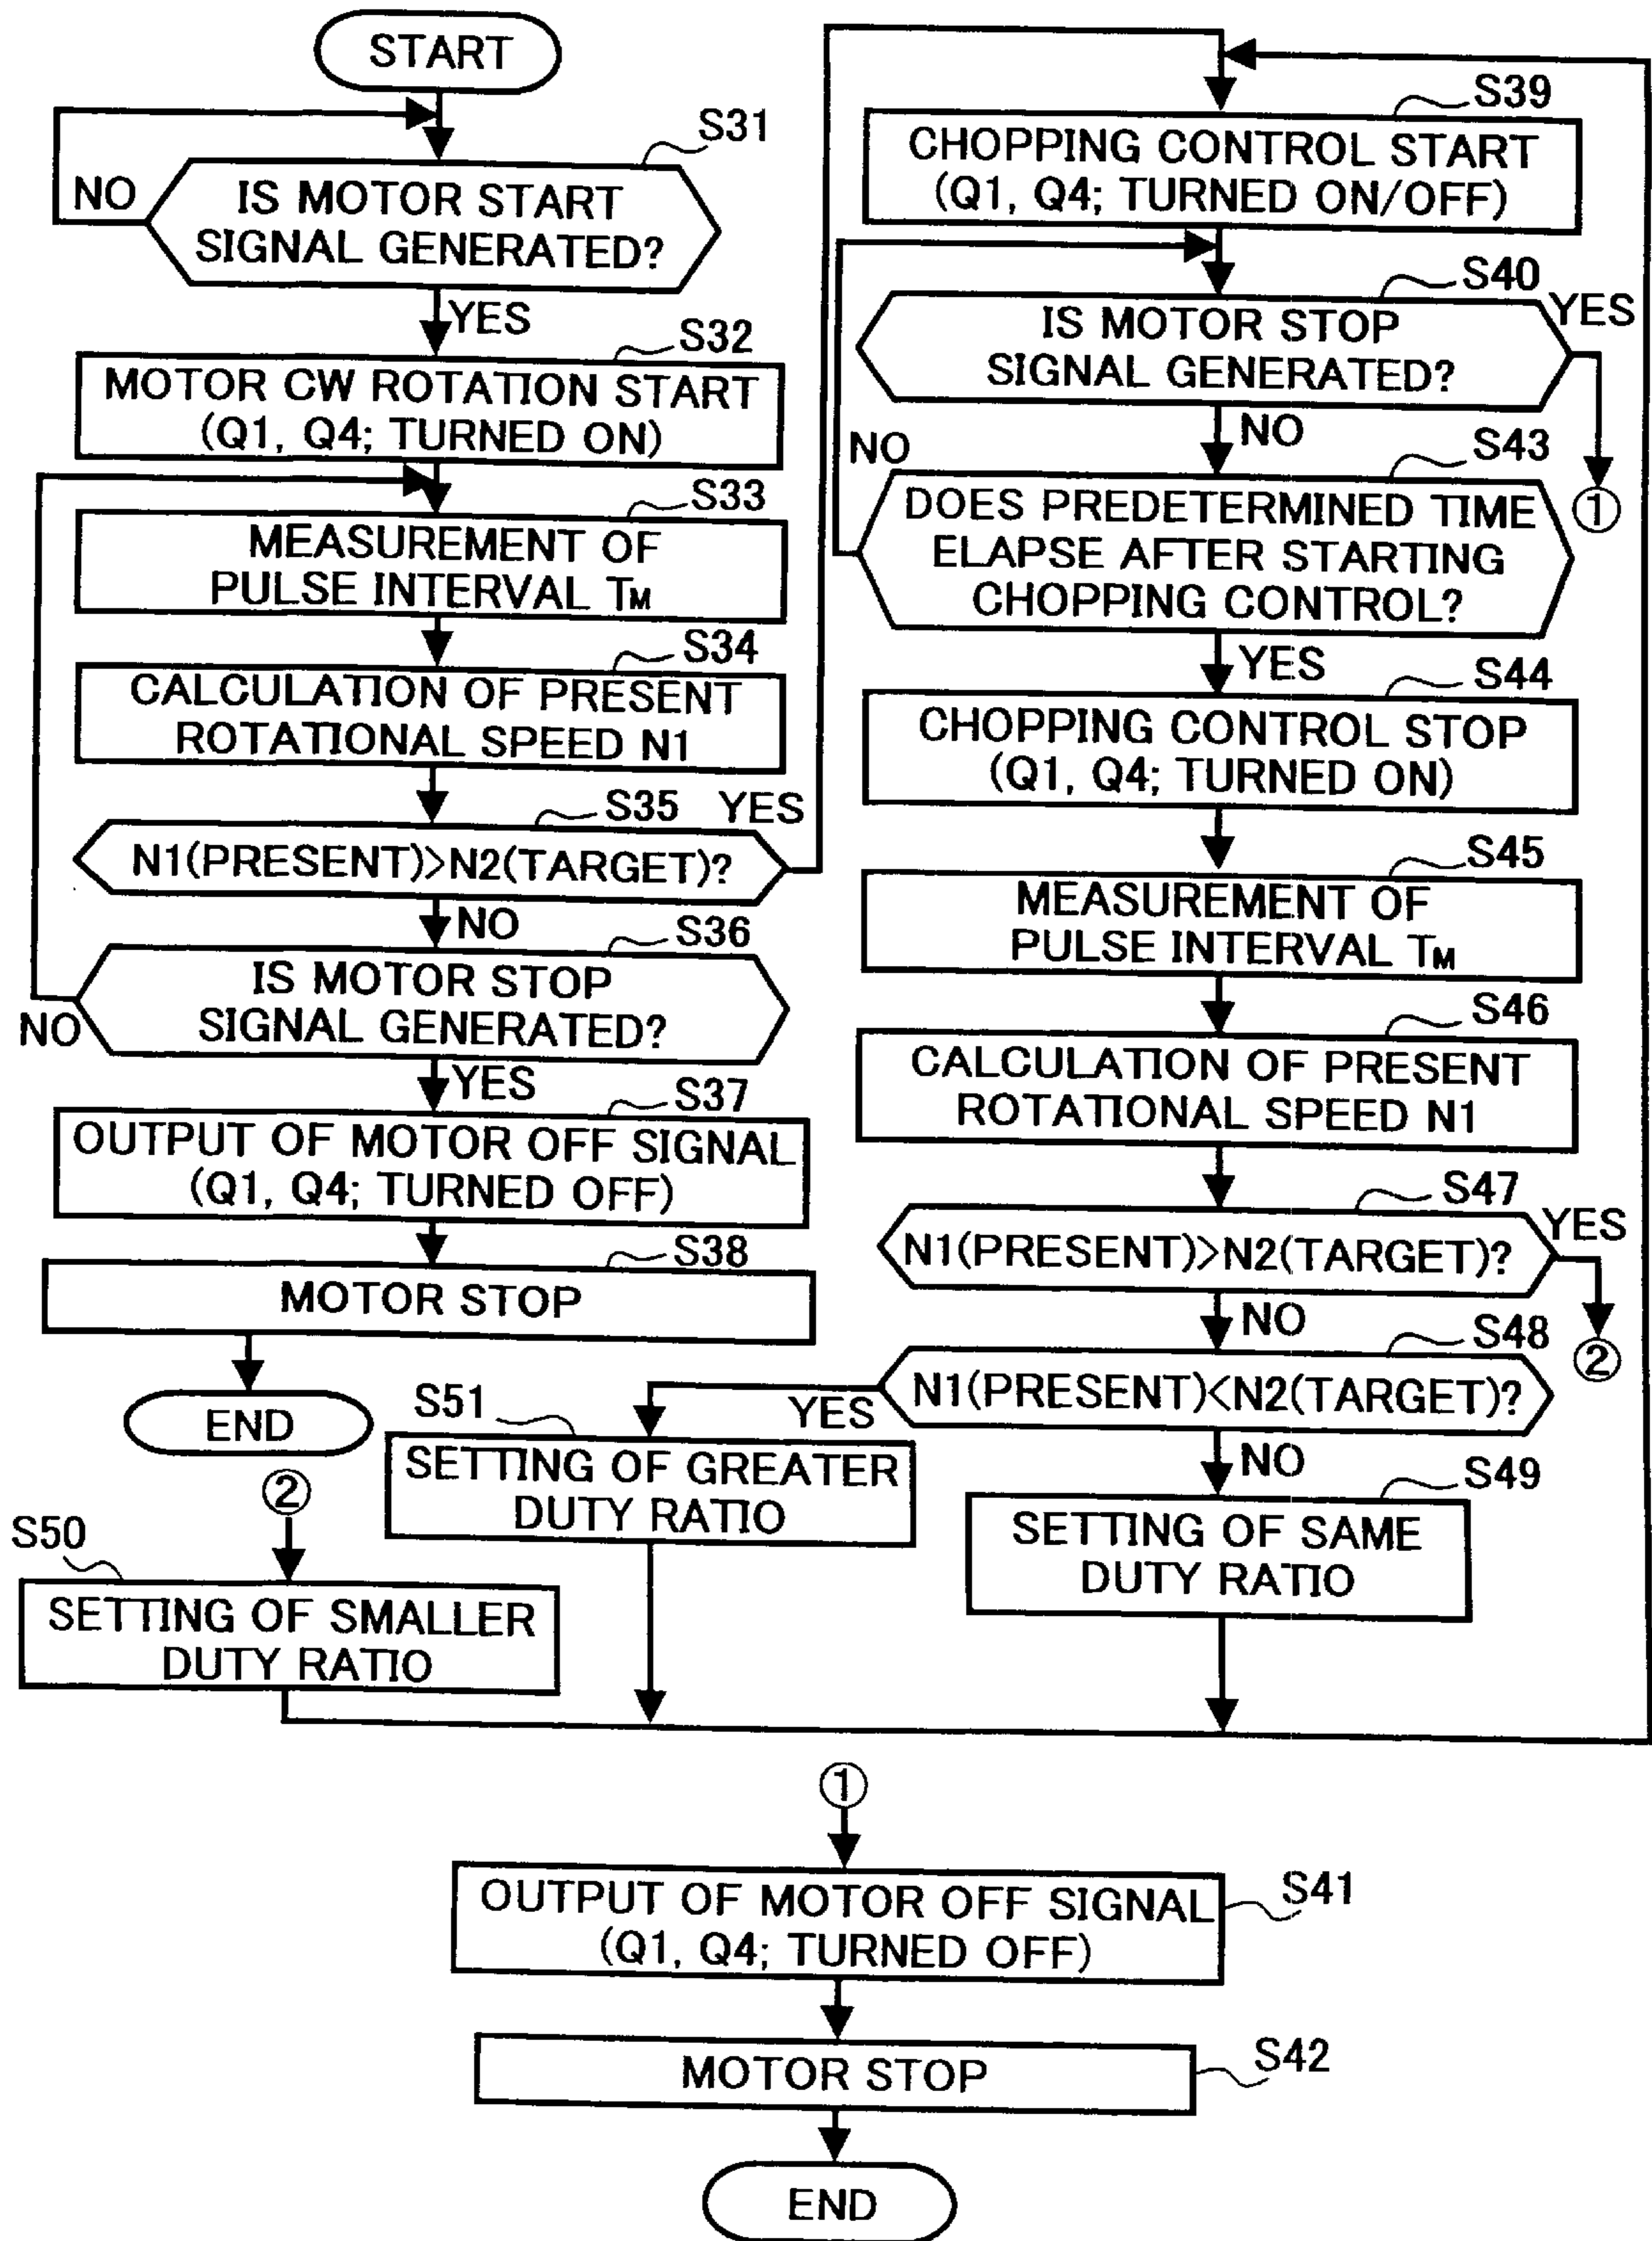 START
S31
IS MOTOR START
SIGNAL GENERATED?
NO
YES
S32
MOTOR CW ROTATION START
(Q1, Q4; TURNED ON)
S33
MEASUREMENT OF
PULSE INTERVAL TM
S34
CALCULATION OF PRESENT
ROTATIONAL SPEED N1
S35
YES
N1(PRESENT)>N2(TARGET)?
NO
S36
IS MOTOR STOP
SIGNAL GENERATED?
NO
YES
S37
OUTPUT OF MOTOR OFF SIGNAL
(Q1, Q4; TURNED OFF)
S38
MOTOR STOP
END
S39
CHOPPING CONTROL START
(Q1, Q4; TURNED ON/OFF)
S40
YES
IS MOTOR STOP
SIGNAL GENERATED?
①
NO
S43
NO
DOES PREDETERMINED TIME
ELAPSE AFTER STARTING
CHOPPING CONTROL?
YES
S44
CHOPPING CONTROL STOP
(Q1, Q4; TURNED ON)
S45
MEASUREMENT OF
PULSE INTERVAL TM
S46
CALCULATION OF PRESENT
ROTATIONAL SPEED N1
S47
YES
N1(PRESENT)>N2(TARGET)?
②
NO
S48
N1(PRESENT)<N2(TARGET)?
YES
NO
S49
SETTING OF SAME
DUTY RATIO
S51
SETTING OF GREATER
DUTY RATIO
②
S50
SETTING OF SMALLER
DUTY RATIO
①
OUTPUT OF MOTOR OFF SIGNAL
(Q1, Q4; TURNED OFF)
S41
MOTOR STOP
S42
END